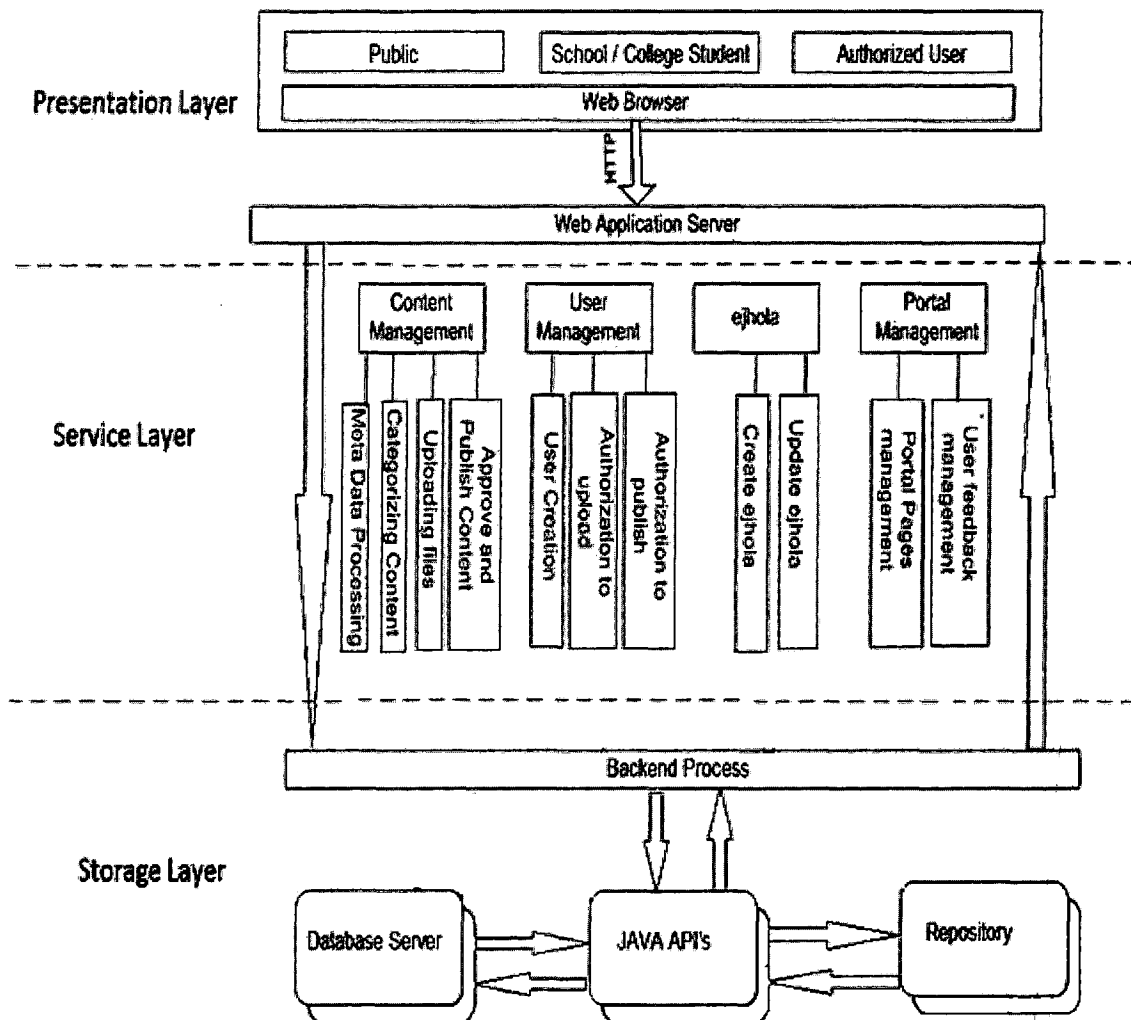 Public
School / College Student
Authorized User
Presentation Layer
Web Browser
HTTP
Web Application Server
Content
Management
User
Management
ejhola
Portal
Management
Service Layer
Mota Data Processing
Categorizing Content
Uploading files
Approve and
Publish Content
User Creation
Authorization to
upload
Authorization to
publish
Create ejhola
Update ejhola
Portal Pages
management
User feedback
management
Backend Process
Storage Layer
Database Server
JAVA API's
Repository